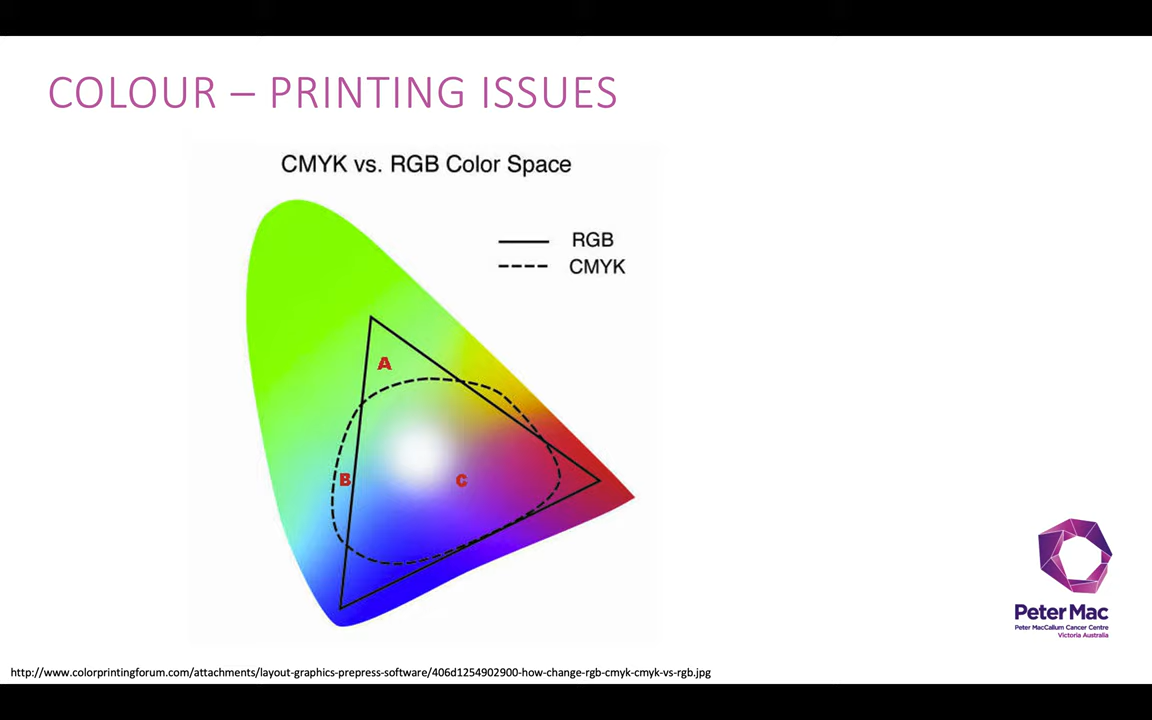 COLOUR – PRINTING ISSUES
CMYK vs. RGB Color Space
RGB
CMYK
A
B
C
Peter Mac
Peter MacCallum Cancer Centre
Victoria Australia
http://www.colorprintingforum.com/attachments/layout-graphics-prepress-software/406d1254902900-how-change-rgb-cmyk-cmyk-vs-rgb.jpg